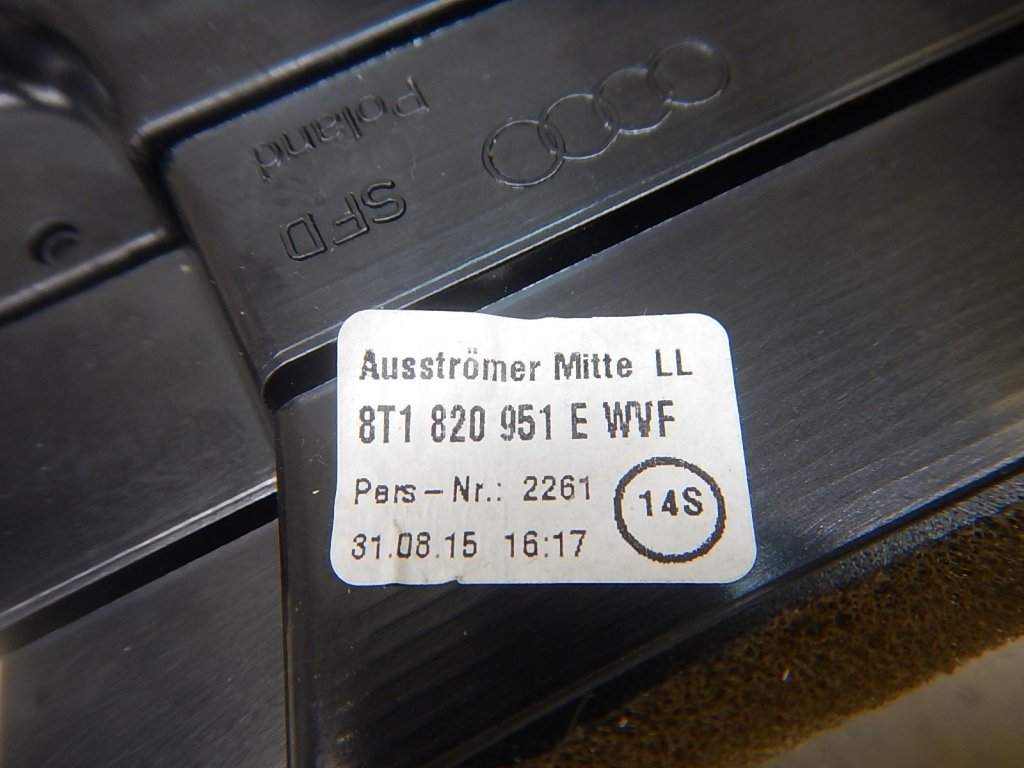 Poland
SFD
Ausströmer Mitte LL
8T1 820 951 E WVF
Pers-Nr.: 2261
14S
31.08.15 16:17